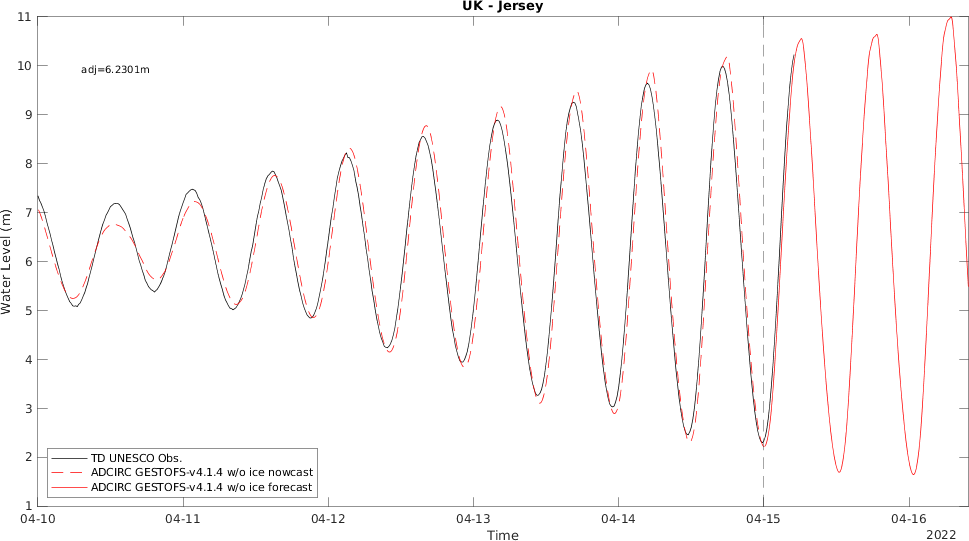 UK - Jersey
adj=6.2301m
11
10
9
8
7
6
5
4
3
2
1
Water Level (m)
TD UNESCO Obs.
ADCIRC GESTOFS-v4.1.4 w/o ice nowcast
ADCIRC GESTOFS-v4.1.4 w/o ice forecast
04-10 04-11 04-12 04-13 04-14 04-15 04-16
Time
2022